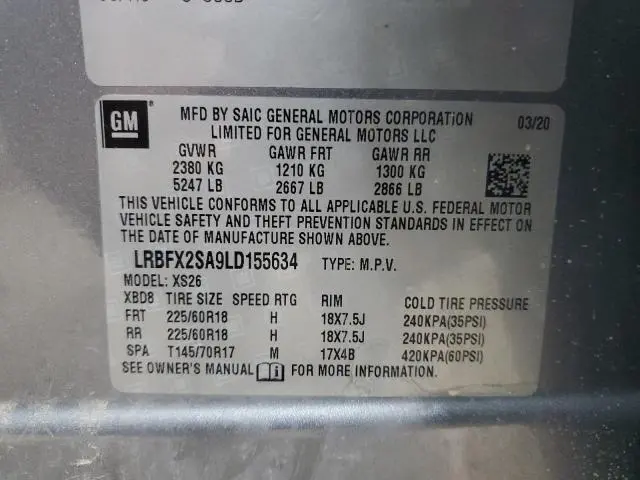 GM
MFD BY SAIC GENERAL MOTORS CORPORATION 03/20
LIMITED FOR GENERAL MOTORS LLC
GVWR GAWR FRT GAWR RR
2380 KG 1210 KG 1300 KG
5247 LB 2667 LB 2866 LB
THIS VEHICLE CONFORMS TO ALL APPLICABLE U.S. FEDERAL MOTOR
VEHICLE SAFETY AND THEFT PREVENTION STANDARDS IN EFFECT ON
THE DATE OF MANUFACTURE SHOWN ABOVE.
LRBFX2SA9LD155634 TYPE: M.P.V.
MODEL: XS26
XBD8 TIRE SIZE SPEED RTG RIM COLD TIRE PRESSURE
FRT 225/60R18 H 18X7.5J 240KPA(35PSI)
RR 225/60R18 H 18X7.5J 240KPA(35PSI)
SPA T145/70R17 M 17X4B 420KPA(60PSI)
SEE OWNER'S MANUAL i FOR MORE INFORMATION.